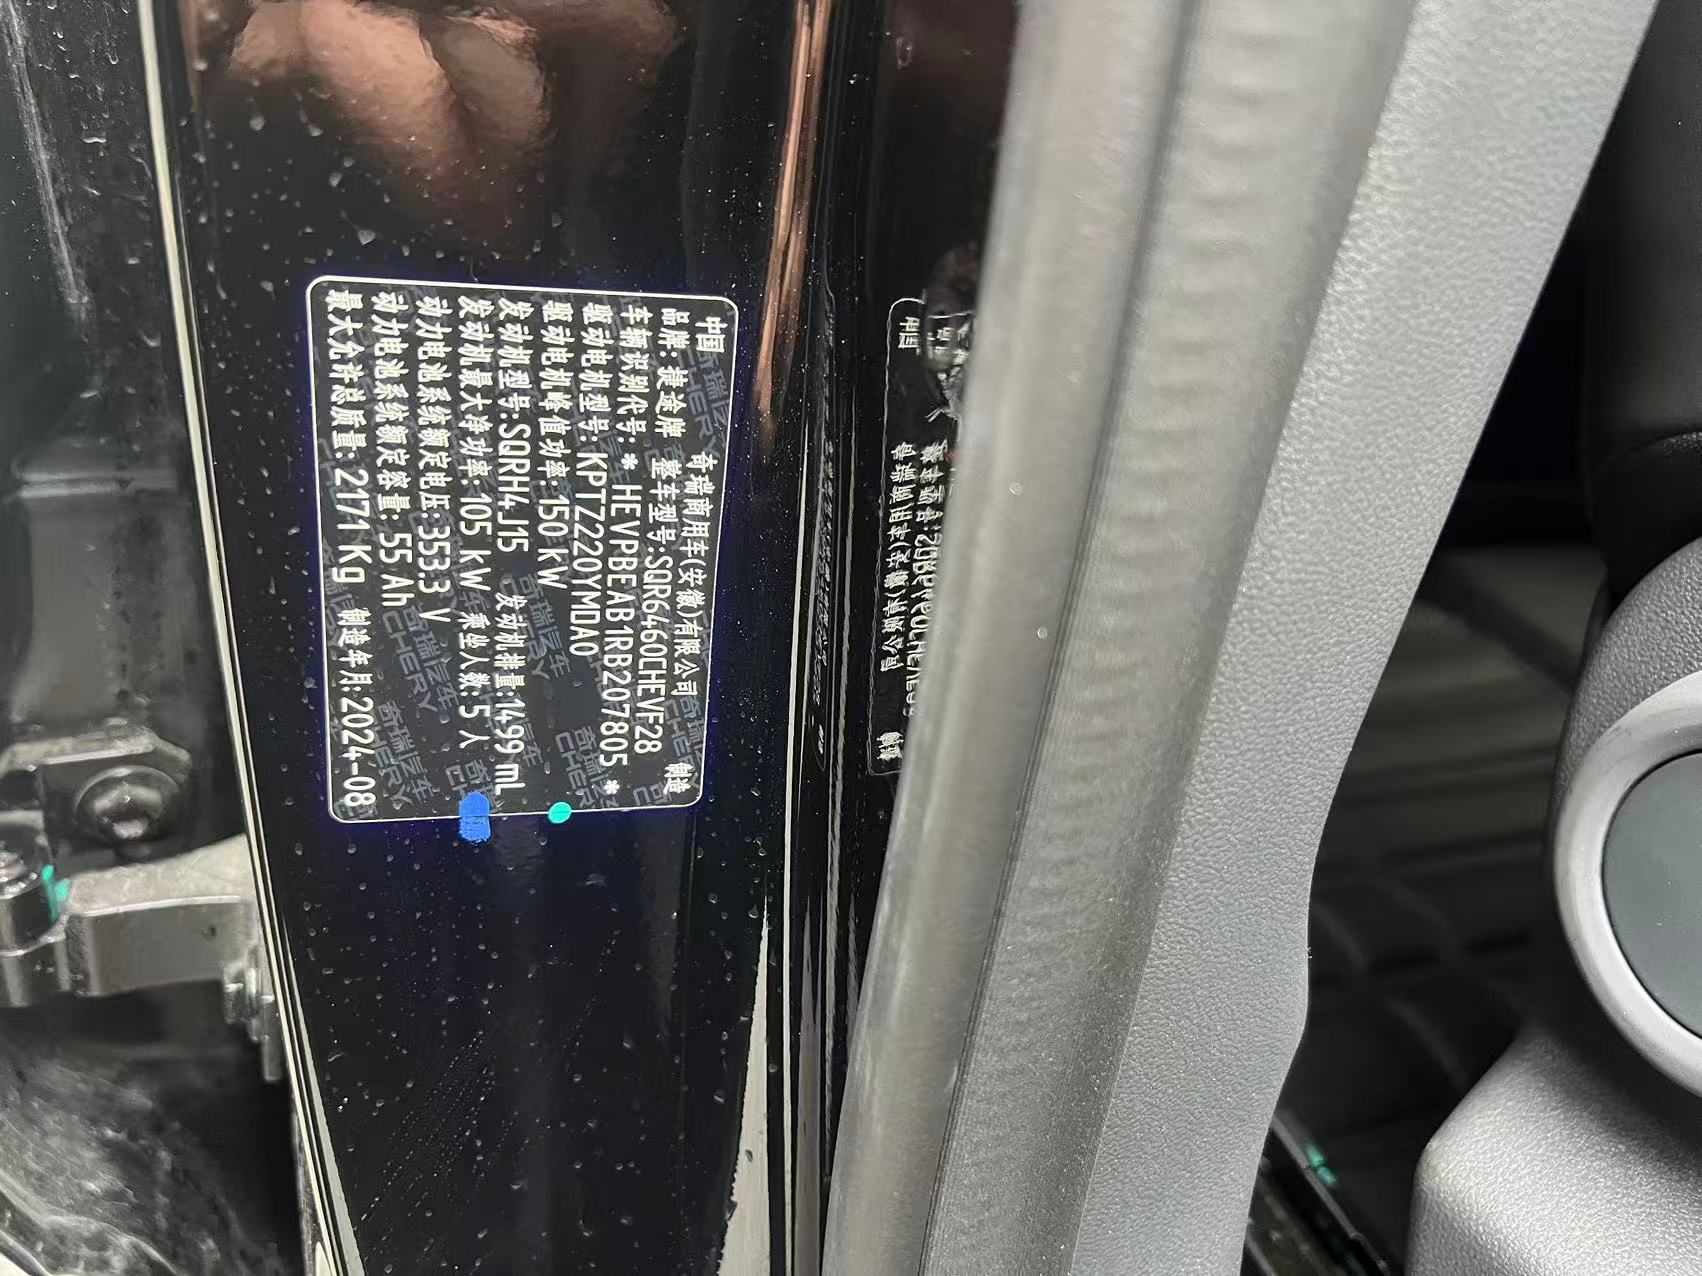 中国 奇瑞商用车(安徽)有限公司 制造
品牌:捷途牌 整车型号:SQR6460CHEVF28
车辆识别代号:*HEVPBEAB1RB207805*
驱动电机型号:KPTZ220YMDA0
驱动电机峰值功率:150 kW
发动机型号:SQRH4J15 发动机排量:1499 mL
发动机最大净功率:105 kW 乘坐人数:5 人
动力电池系统额定电压:353.3 V
动力电池系统额定容量:55 Ah
最大允许总质量:2171 Kg 制造年月:2024-08
奇瑞汽车
CHERY